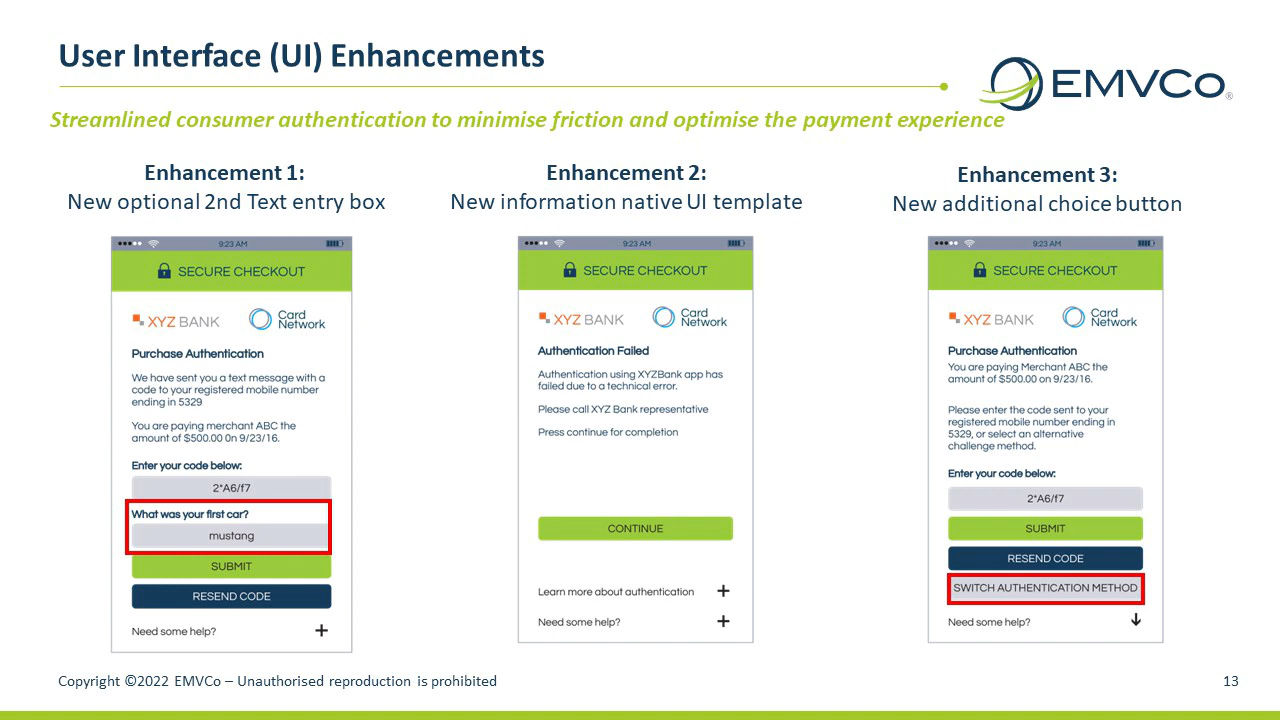 User Interface (UI) Enhancements
EMVCo®
Streamlined consumer authentication to minimise friction and optimise the payment experience
Enhancement 1:
New optional 2nd Text entry box
9:23 AM
SECURE CHECKOUT
XYZ BANK
Card
Network
Purchase Authentication
We have sent you a text message with a
code to your registered mobile number
ending in 5329
You are paying merchant ABC the
amount of $500.00 0n 9/23/16.
Enter your code below:
2*A6/f7
What was your first car?
mustang
SUBMIT
RESEND CODE
Need some help?
Enhancement 2:
New information native UI template
9:23 AM
SECURE CHECKOUT
XYZ BANK
Card
Network
Authentication Failed
Authentication using XYZBank app has
failed due to a technical error.
Please call XYZ Bank representative
Press continue for completion
CONTINUE
Learn more about authentication
Need some help?
Enhancement 3:
New additional choice button
9:23 AM
SECURE CHECKOUT
XYZ BANK
Card
Network
Purchase Authentication
You are paying Merchant ABC the
amount of $500.00 on 9/23/16.
Please enter the code sent to your
registered mobile number ending in
5329, or select an alternative
challenge method.
Enter your code below:
2*A6/f7
SUBMIT
RESEND CODE
SWITCH AUTHENTICATION METHOD
Need some help?
Copyright ©2022 EMVCo – Unauthorised reproduction is prohibited
13